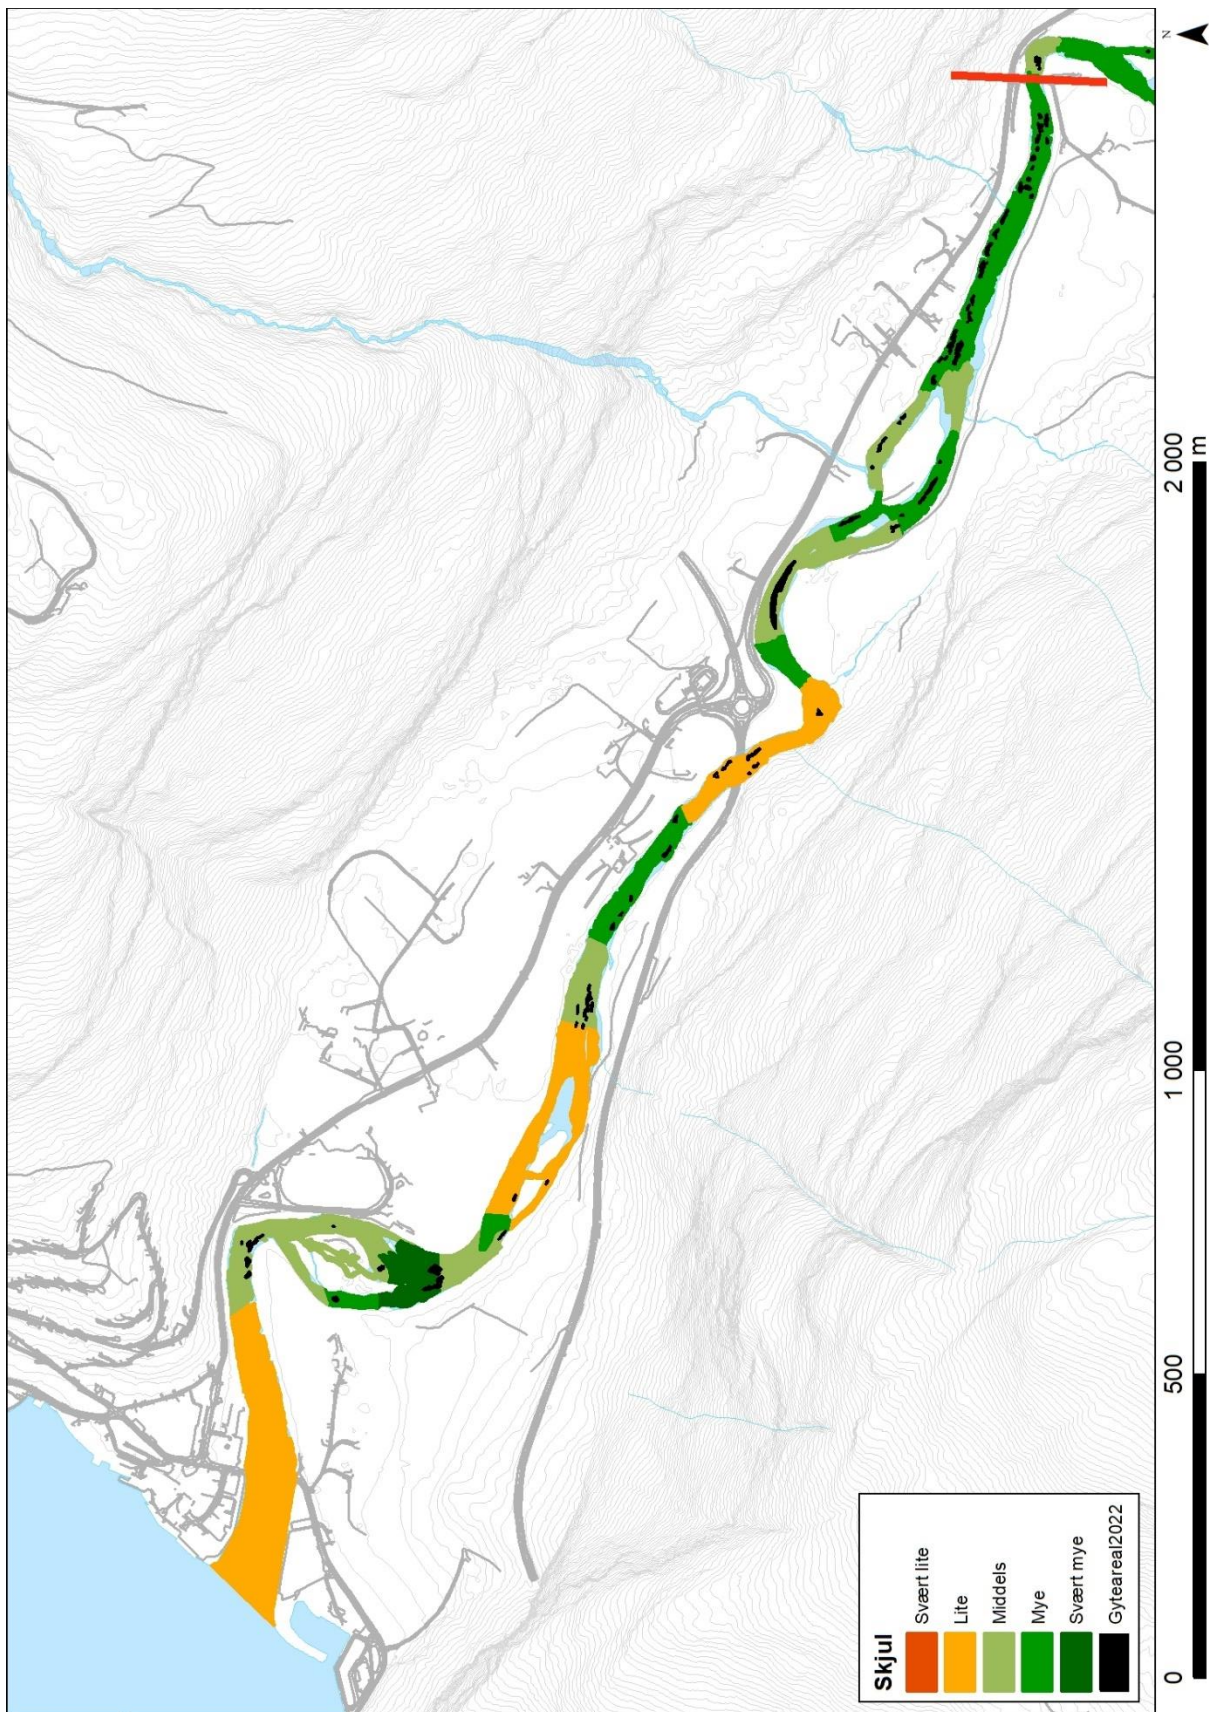 Skjul
Svært lite
Lite
Middels
Mye
Svært mye
Gyteareal2022
0
500
1 000
2 000
m
N